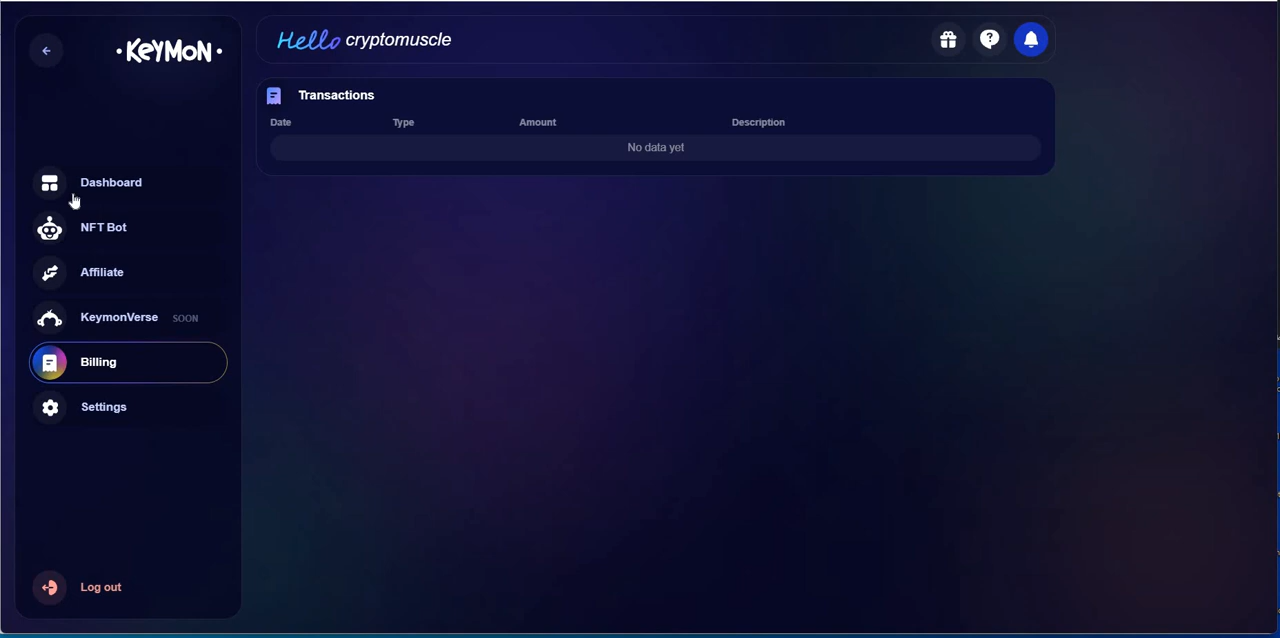 KEYMON
Hello cryptomuscle
Transactions
Date Type Amount Description
No data yet
Dashboard
NFT Bot
Affiliate
KeymonVerse SOON
Billing
Settings
Log out